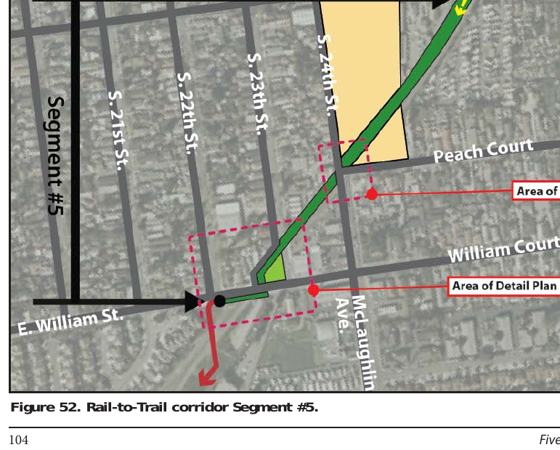 Segment #5
S. 21st St.
S. 22th St.
S. 23th St.
S. 24th St.
Peach Court
Area of
William Court
Area of Detail Plan
E. William St.
McLaughlin
Ave.
Figure 52. Rail-to-Trail corridor Segment #5.
104
Five